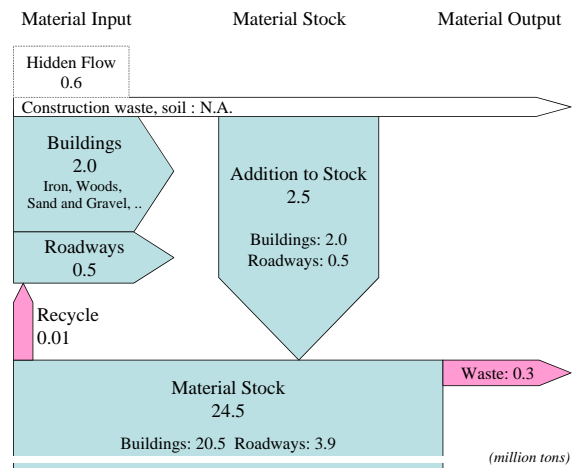 Material Input Material Stock Material Output
Hidden Flow
0.6
Construction waste, soil : N.A.
Buildings
2.0
Iron, Woods,
Sand and Gravel, ..
Addition to Stock
2.5
Buildings: 2.0
Roadways: 0.5
Roadways
0.5
Recycle
0.01
Waste: 0.3
Material Stock
24.5
Buildings: 20.5 Roadways: 3.9
(million tons)